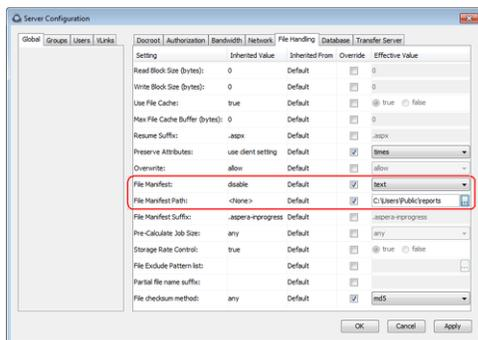 Server Configuration
Global Groups Users VLinks
Docroot Authorization Bandwidth Network File Handling Database Transfer Server
Setting Inherited Value Inherited From Override Effective Value
Read Block Size (bytes): 0 Default 0
Write Block Size (bytes): 0 Default 0
Use File Cache: true Default true false
Max File Cache Buffer (bytes): 0 Default 0
Resume Suffix: .aspx Default .aspx
Preserve Attributes: use client setting Default times
Overwrite: allow Default allow
File Manifest: disable Default text
File Manifest Path: <None> Default C:\Users\Public\reports
File Manifest Suffix: .aspera-inprogress Default .aspera-inprogress
Pre-Calculate Job Size: any Default any
Storage Rate Control: true Default true false
File Exclude Pattern list: Default ...
Partial file name suffix: Default
File checksum method: any Default md5
OK Cancel Apply